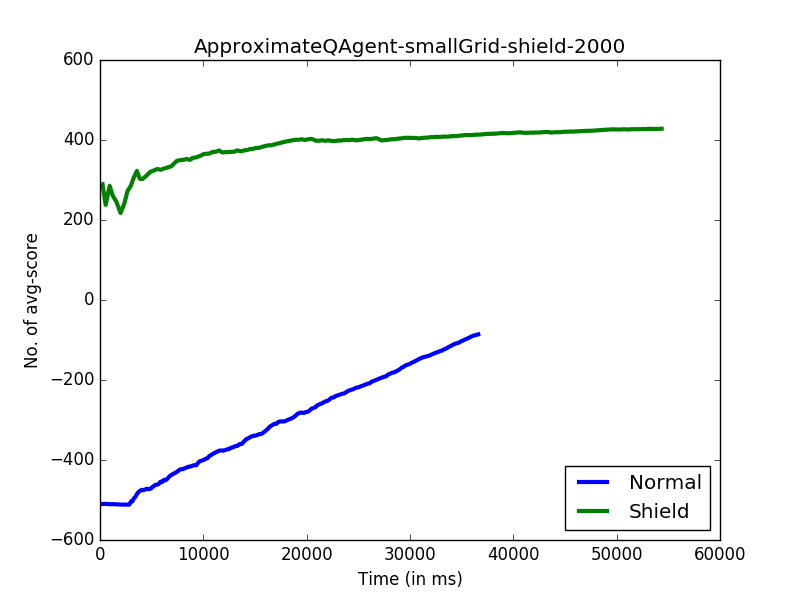 ApproximateQAgent-smallGrid-shield-2000
600
400
200
0
−200
−400
−600
No. of avg-score
0 10000 20000 30000 40000 50000 60000
Time (in ms)
Normal
Shield